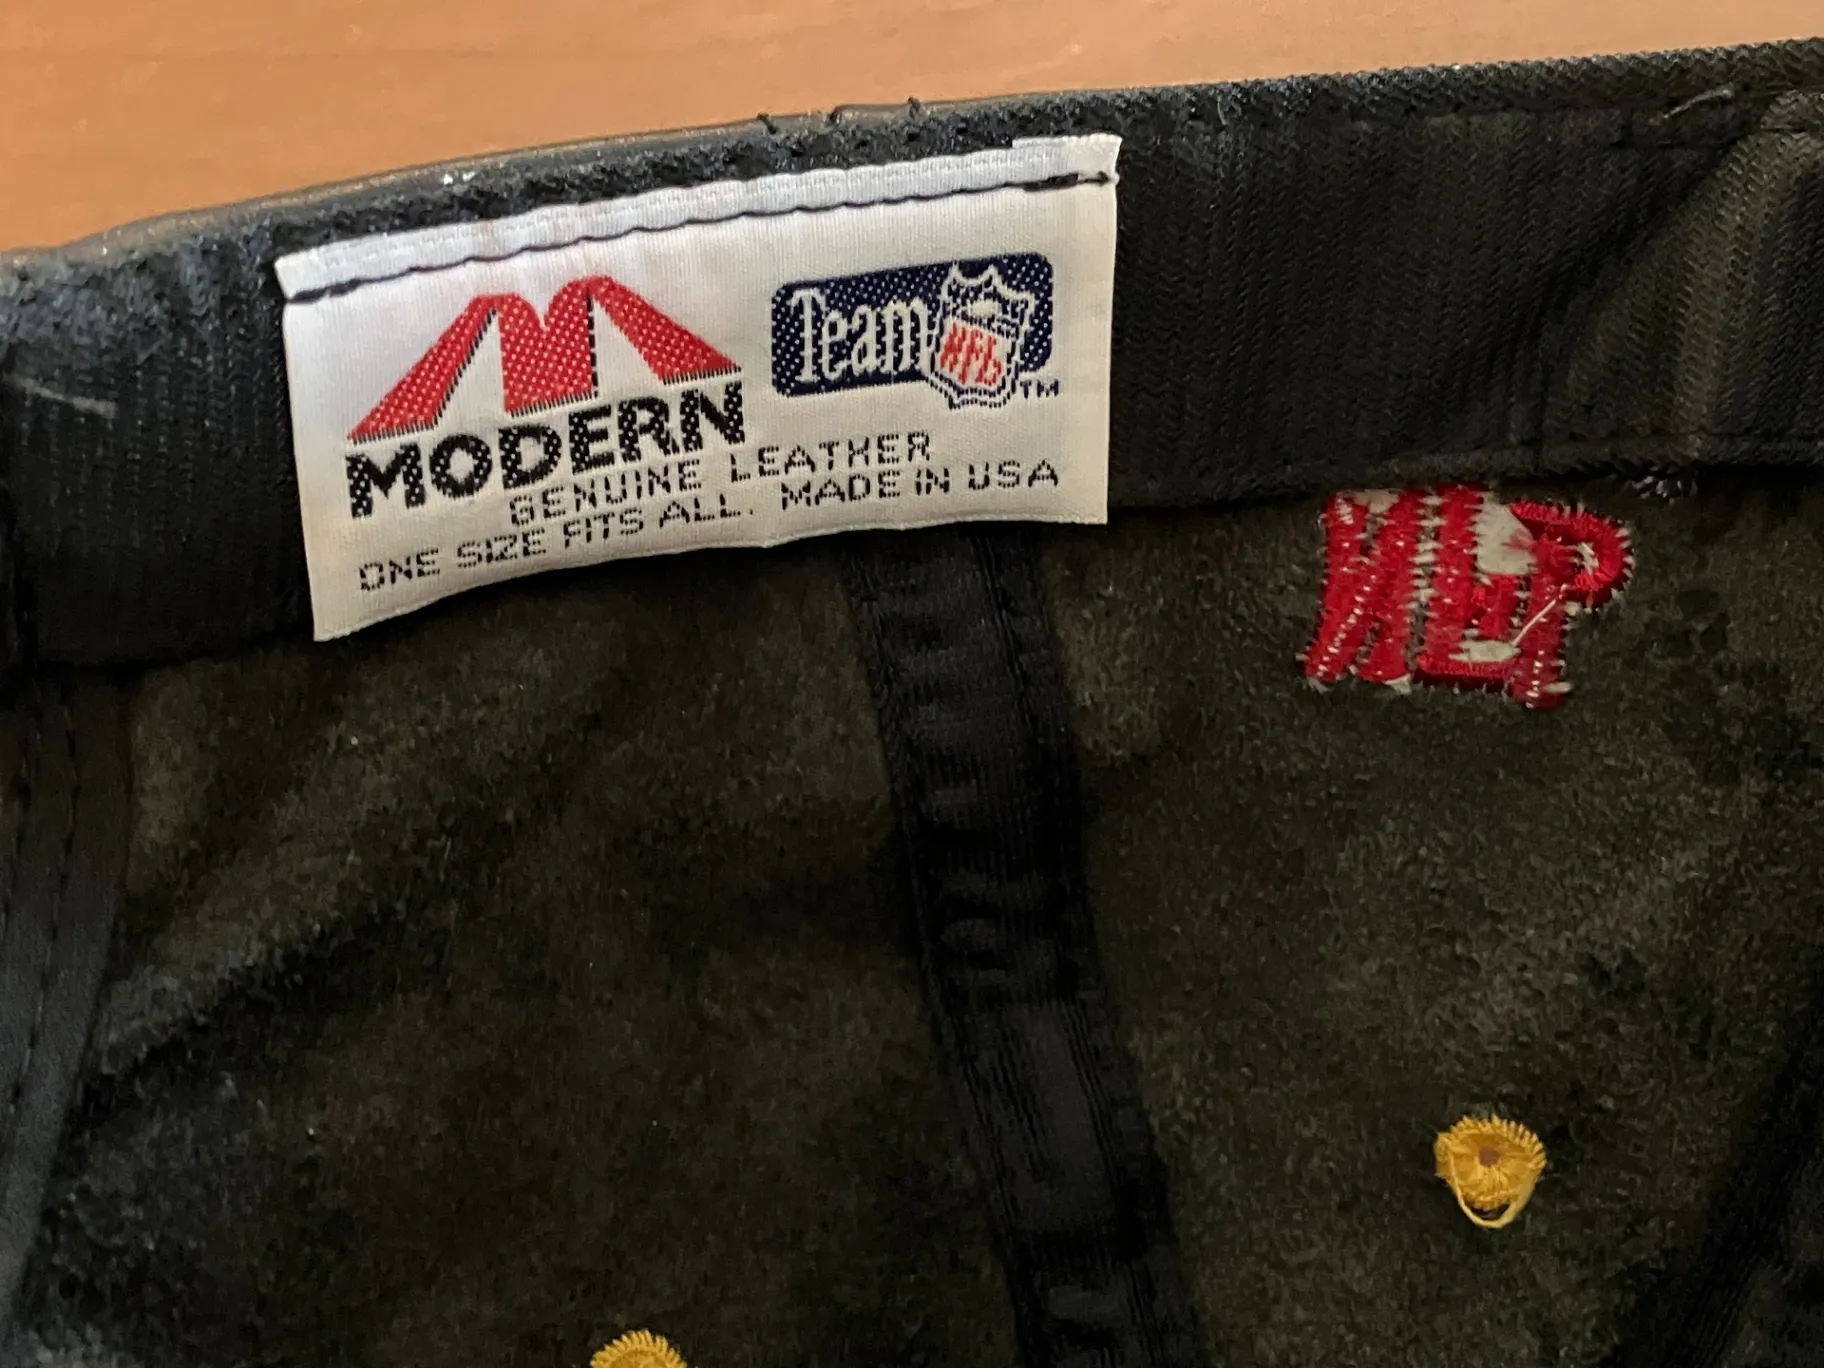 MODERN
Team NFL TM
GENUINE LEATHER
ONE SIZE FITS ALL. MADE IN USA